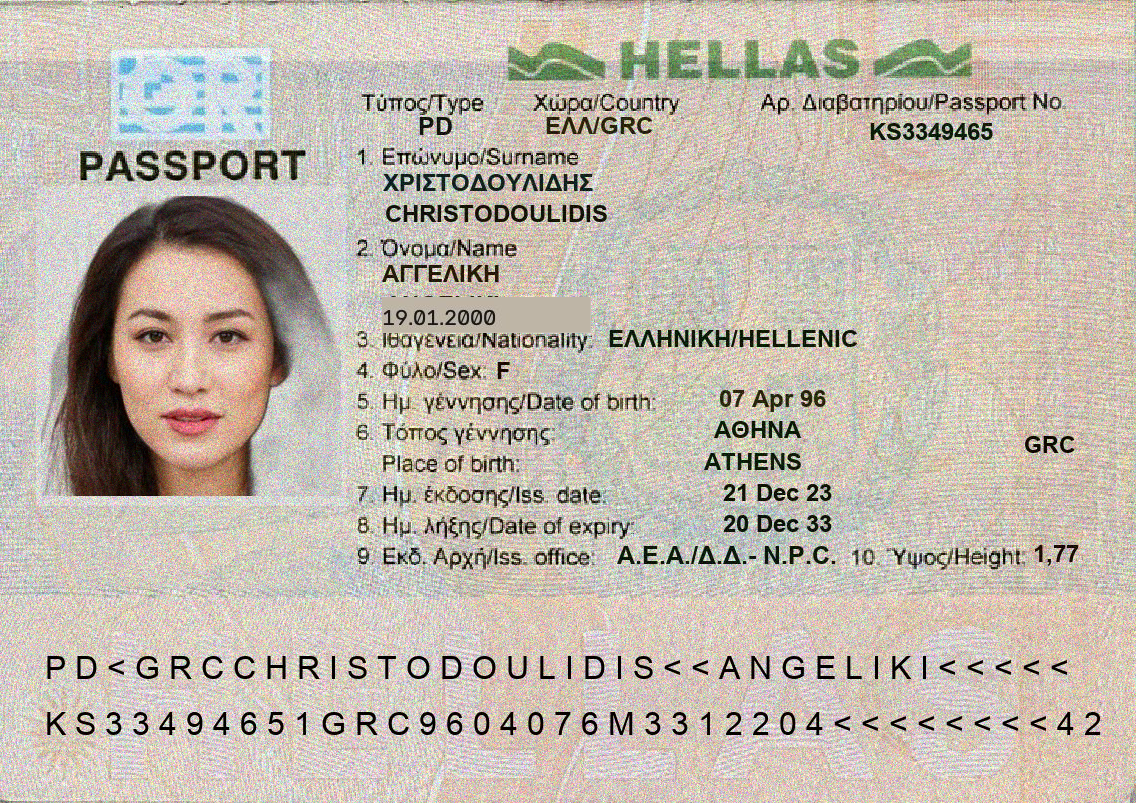 HELLAS
GR
PASSPORT
Τύπος/Type Χώρα/Country Αρ. Διαβατηρίου/Passport No.
PD ΕΛΛ/GRC KS3349465
1. Επώνυμο/Surname
ΧΡΙΣΤΟΔΟΥΛΙΔΗΣ
CHRISTODOULIDIS
2. Όνομα/Name
ΑΓΓΕΛΙΚΗ
19.01.2000
3. Ιθαγένεια/Nationality: ΕΛΛΗΝΙΚΗ/HELLENIC
4. Φύλο/Sex: F
5. Ημ. γέννησης/Date of birth: 07 Apr 96
6. Τόπος γέννησης: ΑΘΗΝΑ
Place of birth: ATHENS GRC
7. Ημ. έκδοσης/Iss. date: 21 Dec 23
8. Ημ. λήξης/Date of expiry: 20 Dec 33
9 Εκδ. Αρχή/Iss. office: Α.Ε.Α./Δ.Δ.- N.P.C. 10. Ύψος/Height: 1,77
PD<GRCCHRISTODOULIDIS<<ANGELIKI<<<<<
KS33494651GRC9604076M3312204<<<<<<<<42